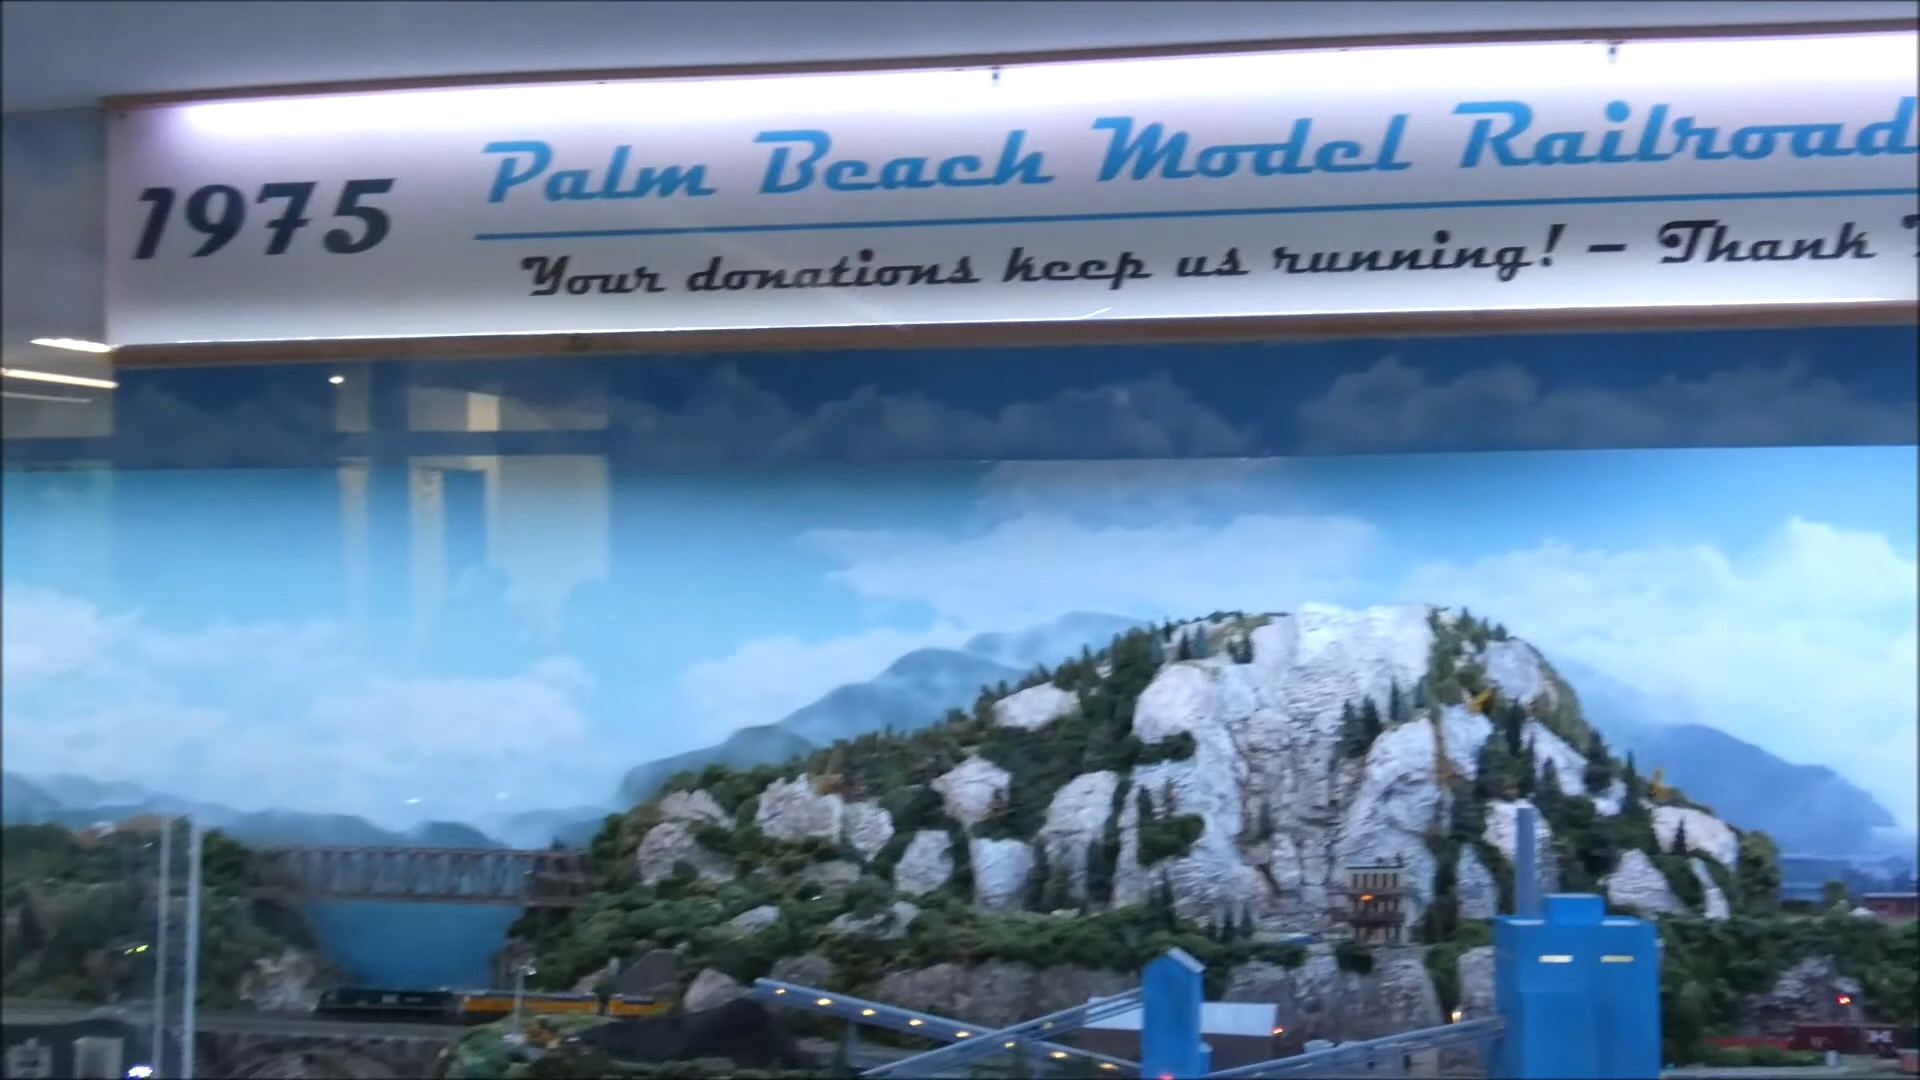 1975
Palm Beach Model Railroad
Your donations keep us running! – Thank